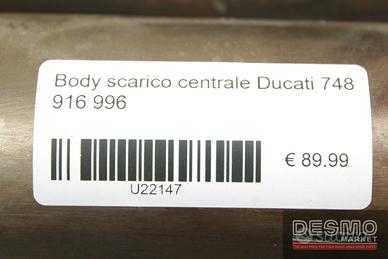 Body scarico centrale Ducati 748
916 996
€ 89.99
U22147
DESMO
MARKET